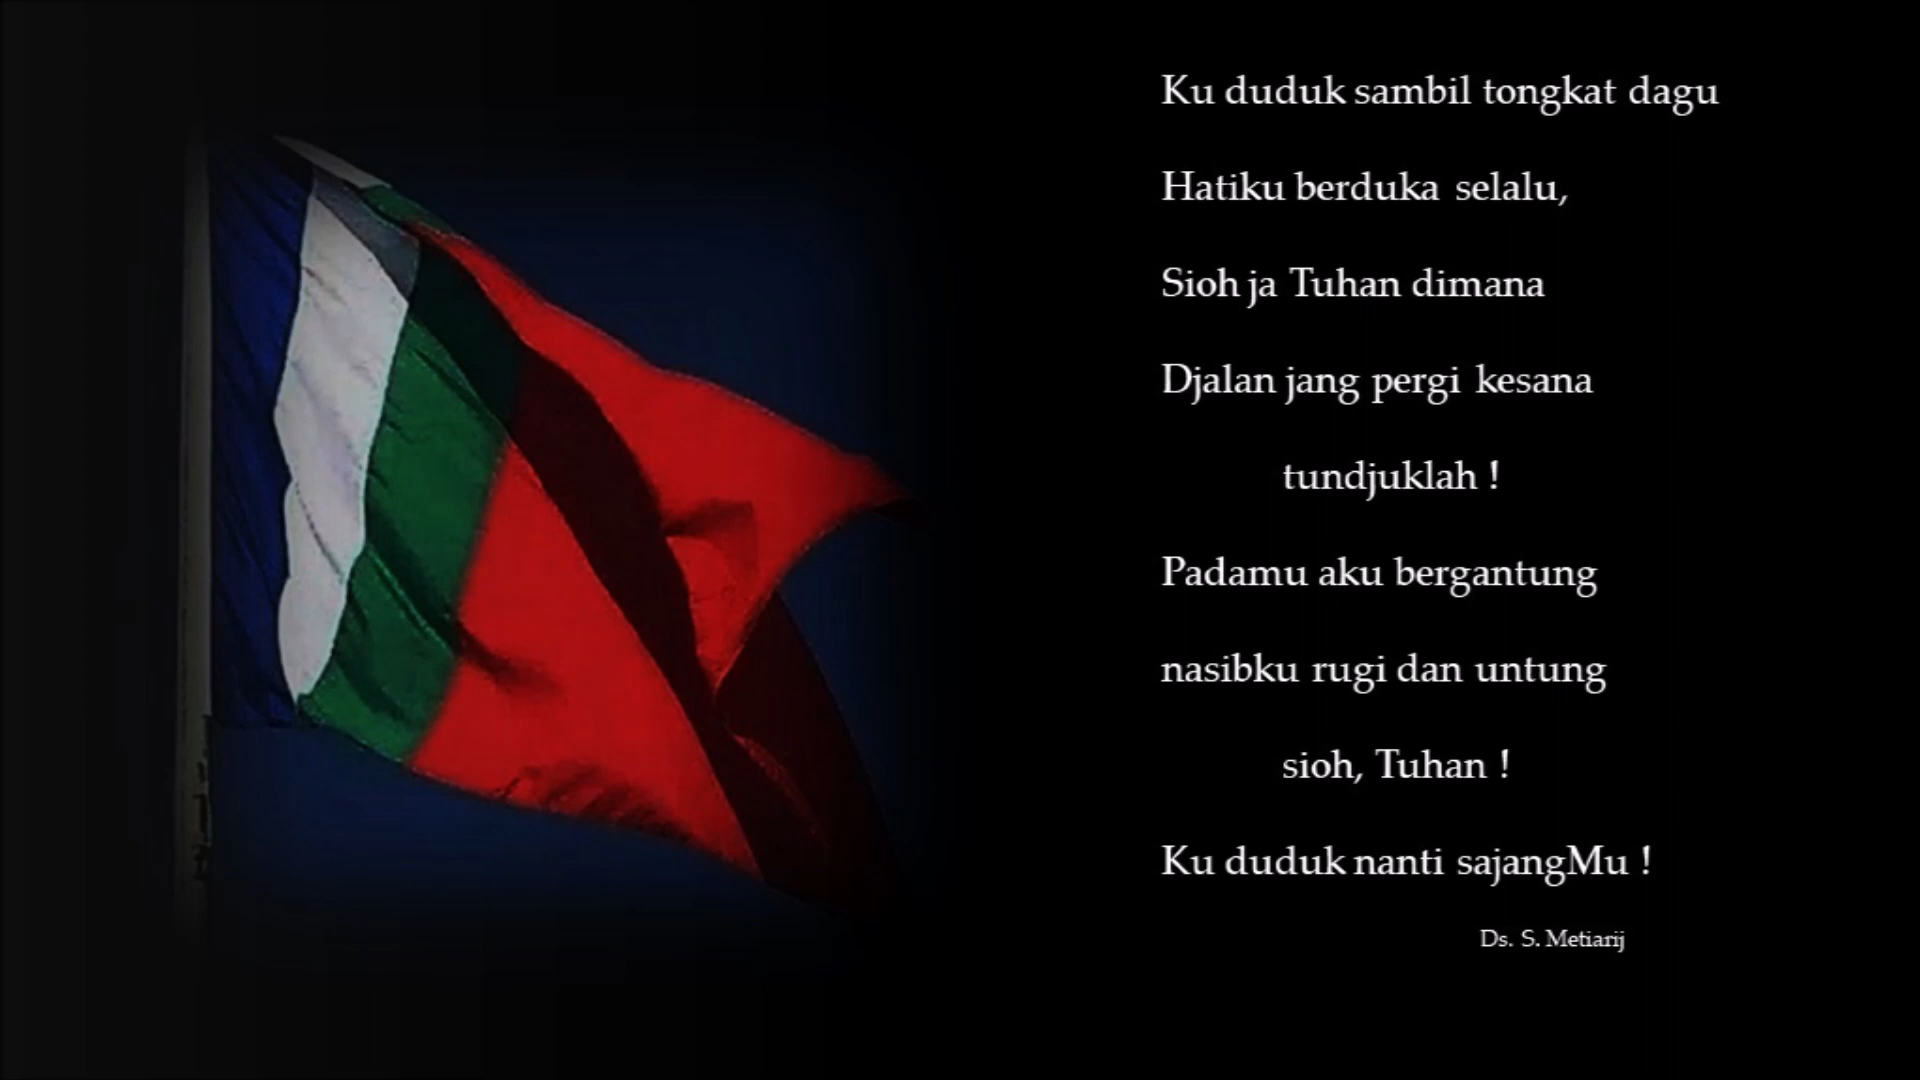 Ku duduk sambil tongkat dagu
Hatiku berduka selalu,
Sioh ja Tuhan dimana
Djalan jang pergi kesana
tundjuklah !
Padamu aku bergantung
nasibku rugi dan untung
sioh, Tuhan !
Ku duduk nanti sajangMu !
Ds. S. Metiarij